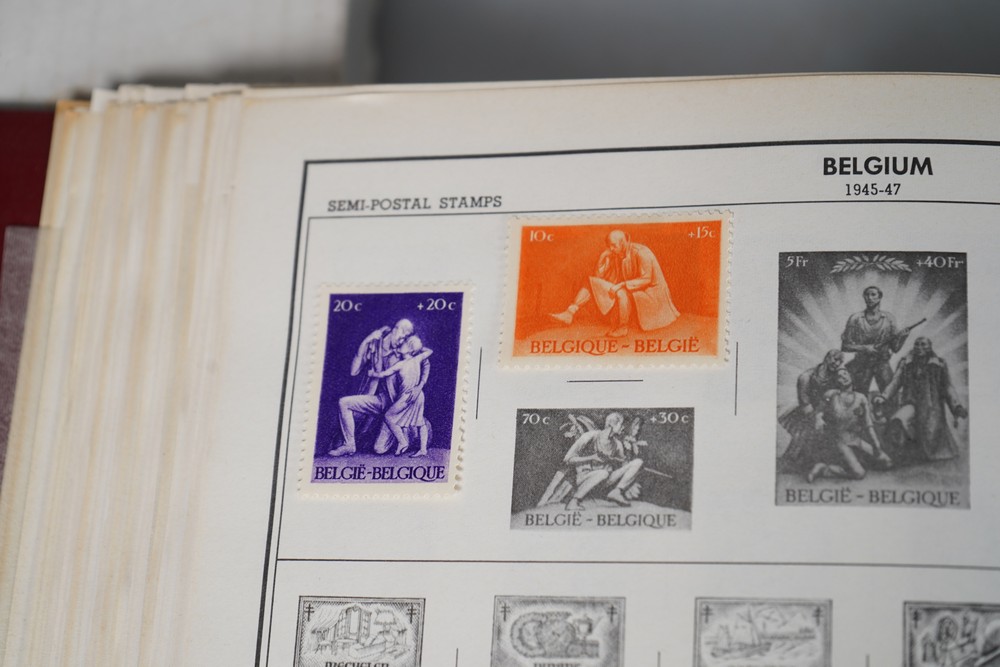 BELGIUM
1945-47
SEMI-POSTAL STAMPS
20c +20c
BELGIË-BELGIQUE
10c +15c
BELGIQUE - BELGIË
70c +30c
BELGIË - BELGIQUE
5Fr +40Fr
BELGIË - BELGIQUE
MECHELEN